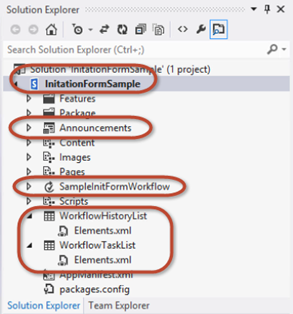 Solution Explorer
Search Solution Explorer (Ctrl+;)
Solution 'InitationFormSample' (1 project)
InitationFormSample
Features
Package
Announcements
Content
Images
Pages
SampleInitFormWorkflow
Scripts
WorkflowHistoryList
Elements.xml
WorkflowTaskList
Elements.xml
AppManifest.xml
packages.config
Solution Explorer Team Explorer